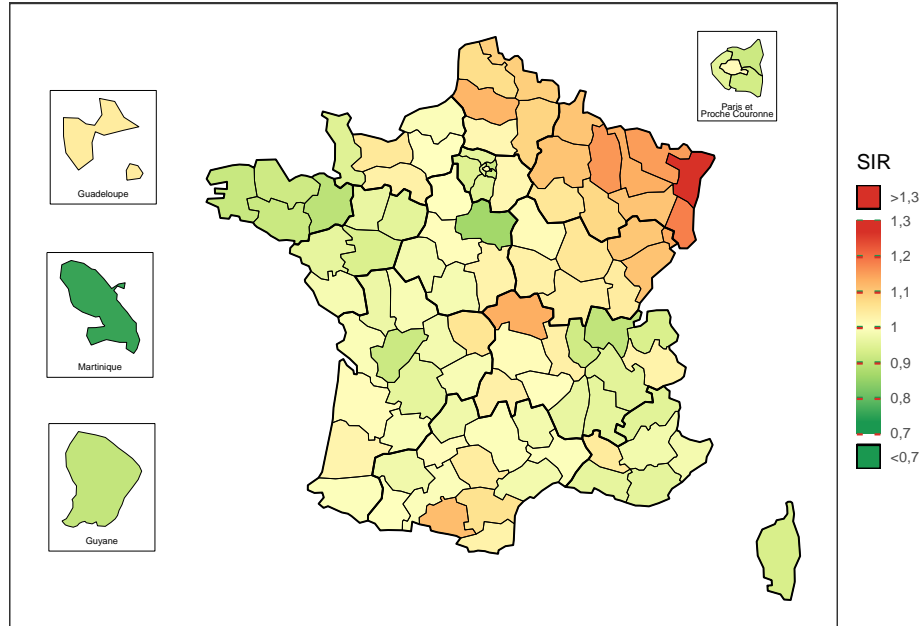 Guadeloupe
Martinique
Guyane
Paris et
Proche Couronne
SIR
>1,3
1,3
1,2
1,1
1
0,9
0,8
0,7
<0,7